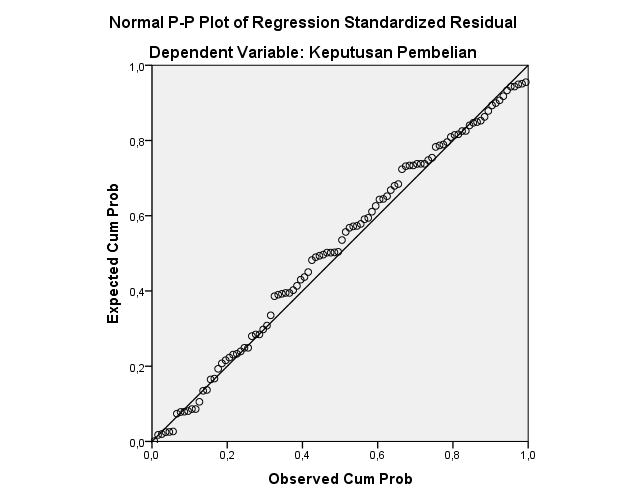 Normal P-P Plot of Regression Standardized Residual
Dependent Variable: Keputusan Pembelian
1,0
0,8
0,6
0,4
0,2
0,0
Expected Cum Prob
0,0 0,2 0,4 0,6 0,8 1,0
Observed Cum Prob